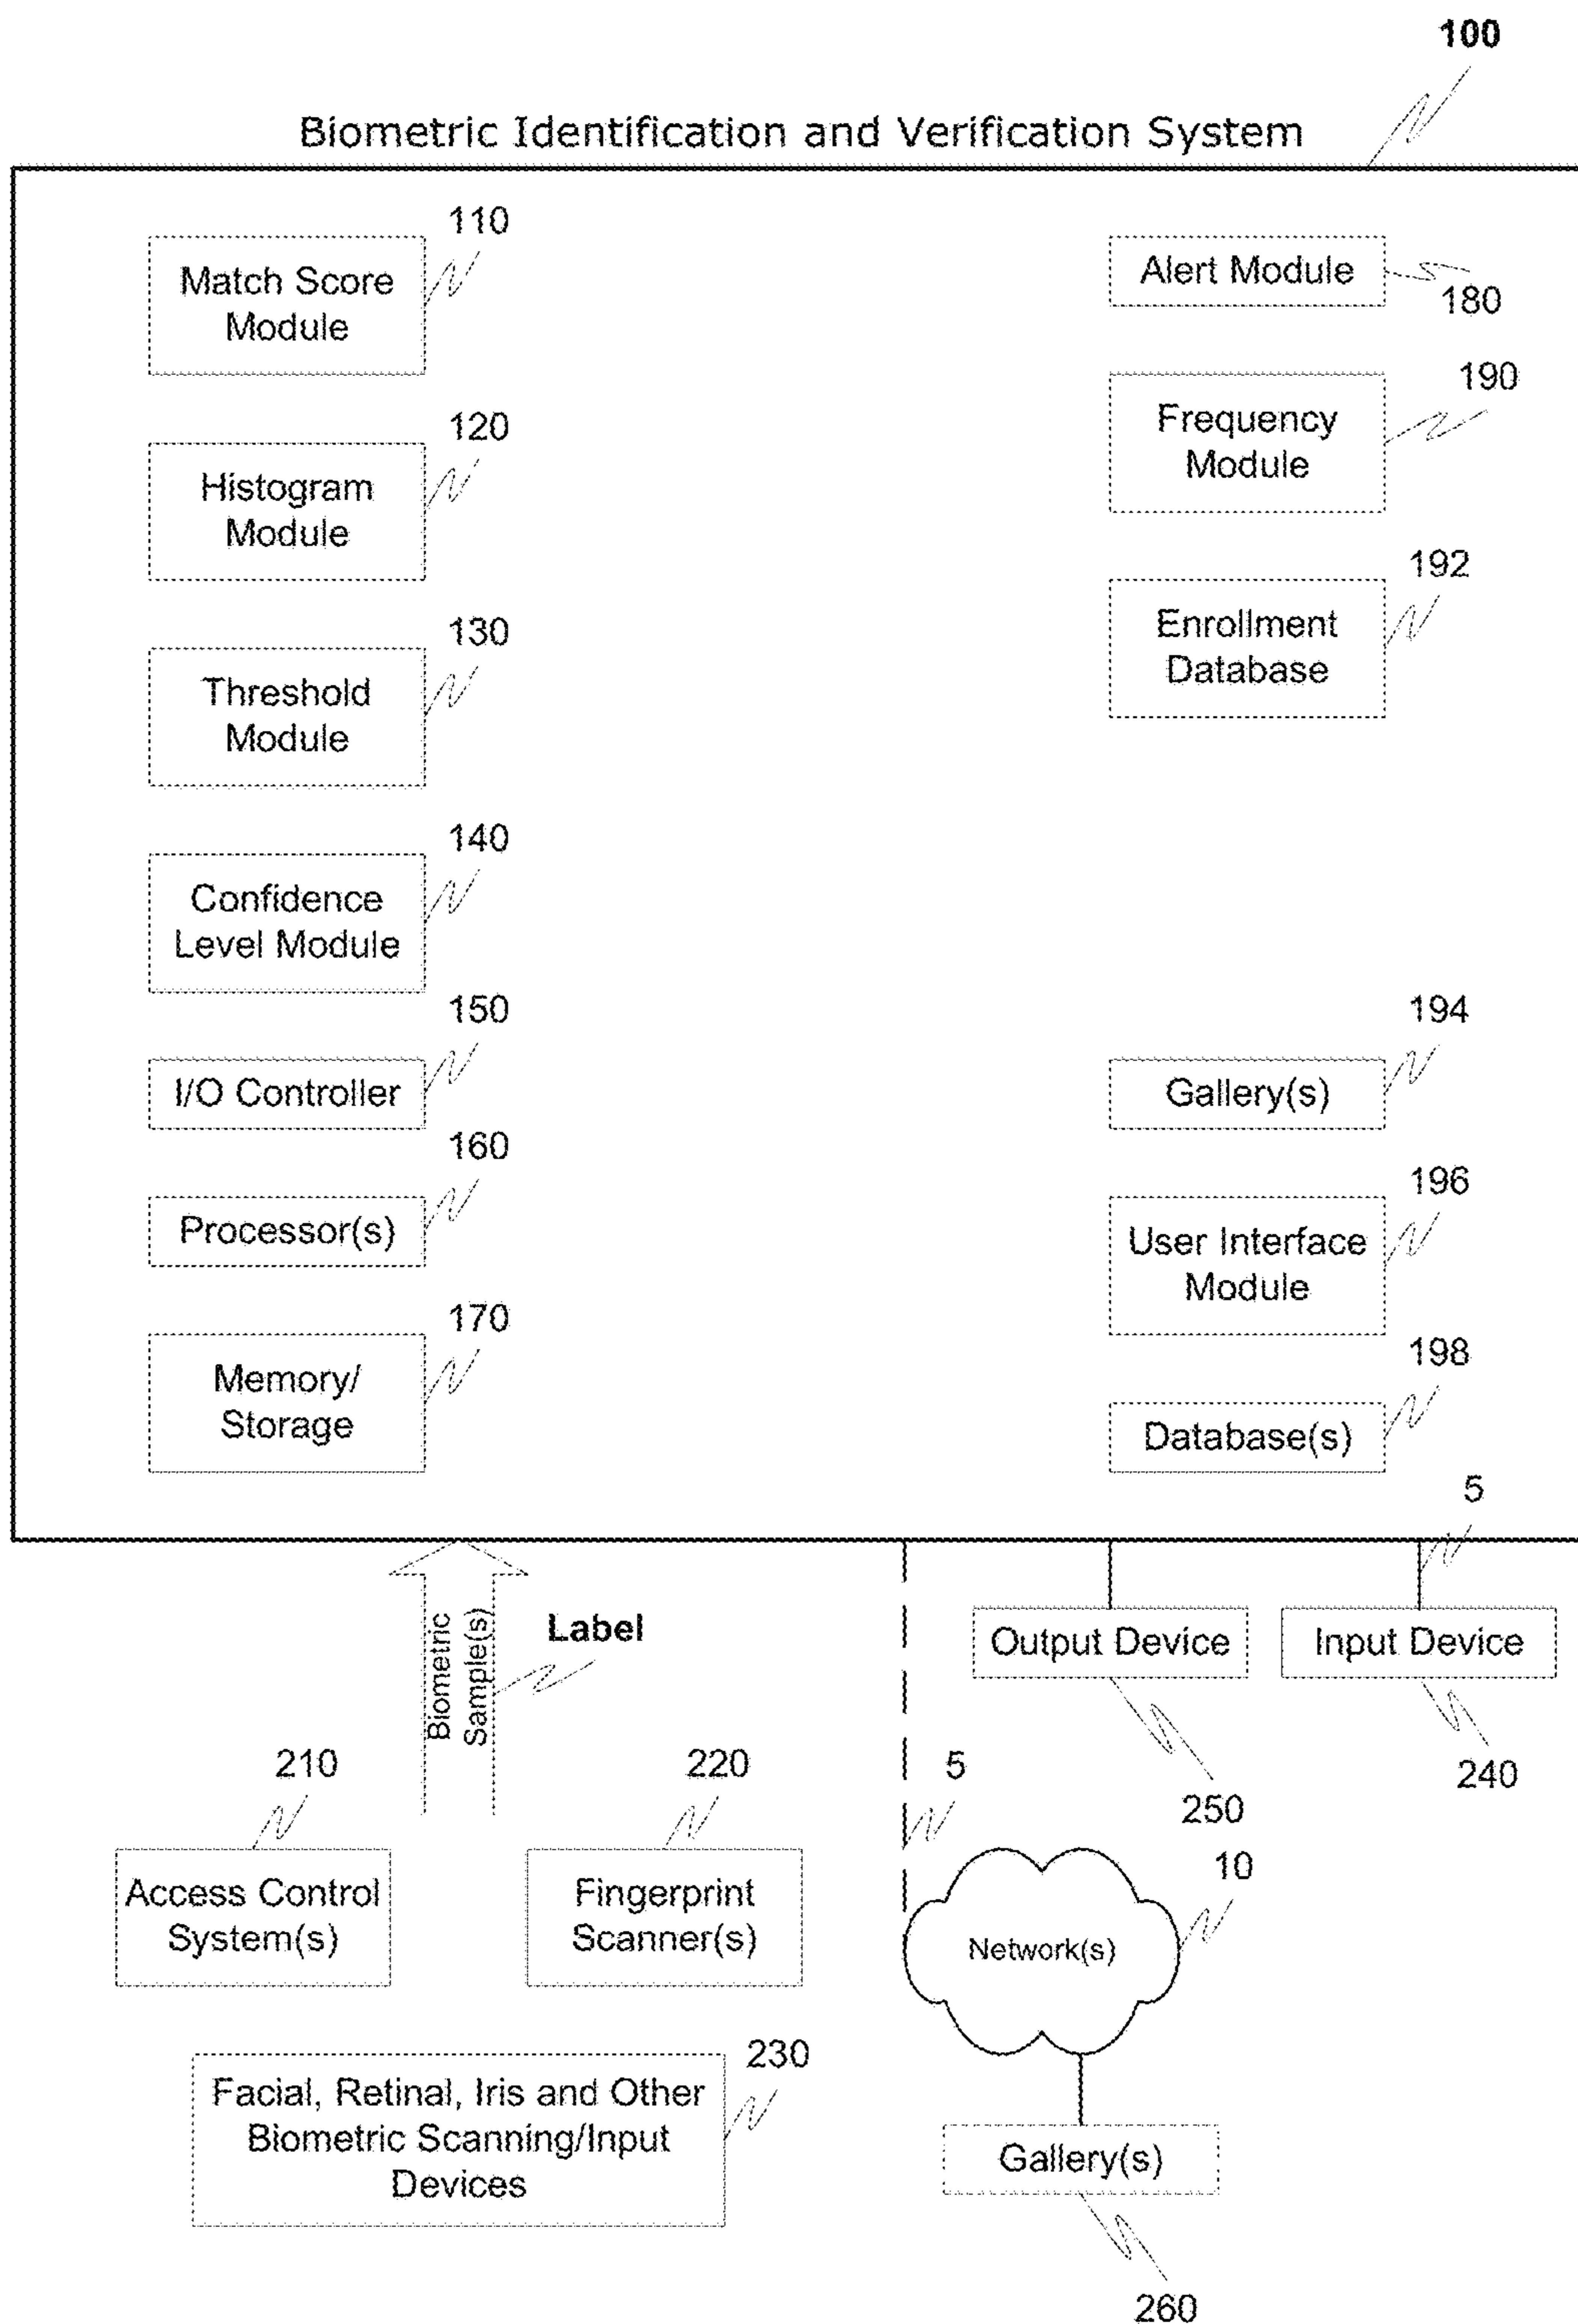 100
Biometric Identification and Verification System
110
Match Score
Module
120
Histogram
Module
130
Threshold
Module
140
Confidence
Level Module
150
I/O Controller
160
Processor(s)
170
Memory/
Storage
Alert Module
180
190
Frequency
Module
192
Enrollment
Database
194
Gallery(s)
196
User Interface
Module
198
Database(s)
5
Biometric
Sample(s)
Label
Output Device
Input Device
250
240
210
Access Control
System(s)
220
Fingerprint
Scanner(s)
5
10
Network(s)
230
Facial, Retinal, Iris and Other
Biometric Scanning/Input
Devices
Gallery(s)
260